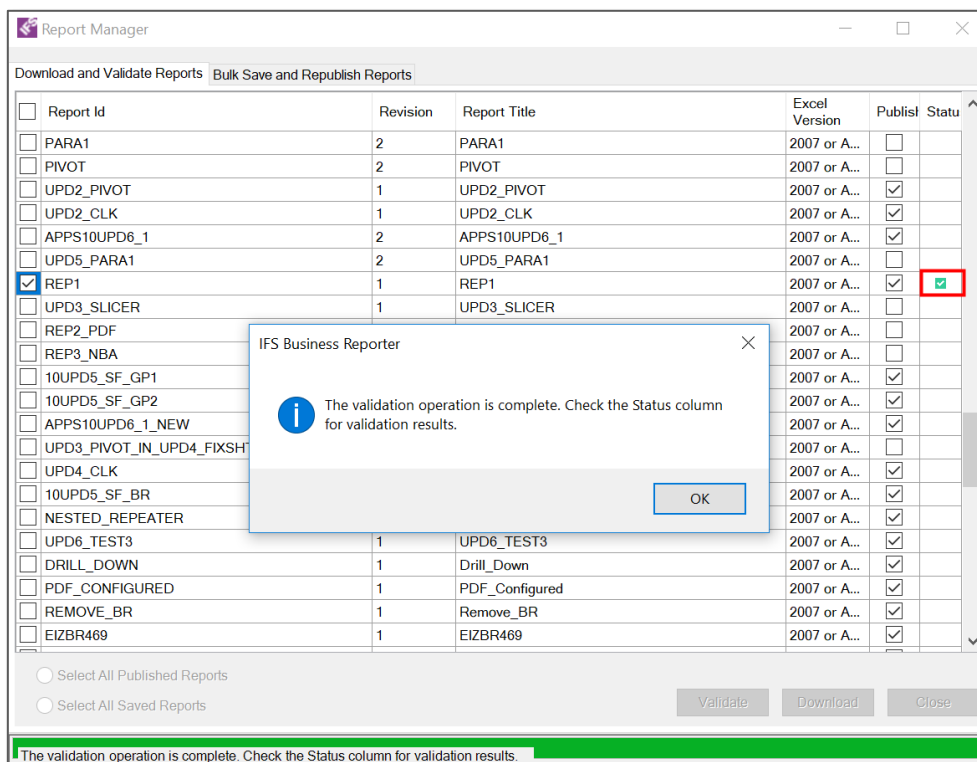 IFS Report Manager
Download and Validate Reports Bulk Save and Republish Reports
Report Id Revision Report Title Excel Version Publish Statu
PARA1 2 PARA1 2007 or A...
PIVOT 2 PIVOT 2007 or A...
UPD2_PIVOT 1 UPD2_PIVOT 2007 or A...
UPD2_CLK 1 UPD2_CLK 2007 or A...
APPS10UPD6_1 2 APPS10UPD6_1 2007 or A...
UPD5_PARA1 2 UPD5_PARA1 2007 or A...
REP1 1 REP1 2007 or A...
UPD3_SLICER 1 UPD3_SLICER 2007 or A...
REP2_PDF 2007 or A...
REP3_NBA 2007 or A...
10UPD5_SF_GP1 2007 or A...
10UPD5_SF_GP2 2007 or A...
APPS10UPD6_1_NEW 2007 or A...
UPD3_PIVOT_IN_UPD4_FIXSHT 2007 or A...
UPD4_CLK 2007 or A...
10UPD5_SF_BR 2007 or A...
NESTED_REPEATER 2007 or A...
UPD6_TEST3 1 UPD6_TEST3 2007 or A...
DRILL_DOWN 1 Drill_Down 2007 or A...
PDF_CONFIGURED 1 PDF_Configured 2007 or A...
REMOVE_BR 1 Remove_BR 2007 or A...
EIZBR469 1 EIZBR469 2007 or A...
IFS Business Reporter
The validation operation is complete. Check the Status column
for validation results.
OK
Select All Published Reports
Select All Saved Reports
Validate Download Close
The validation operation is complete. Check the Status column for validation results.